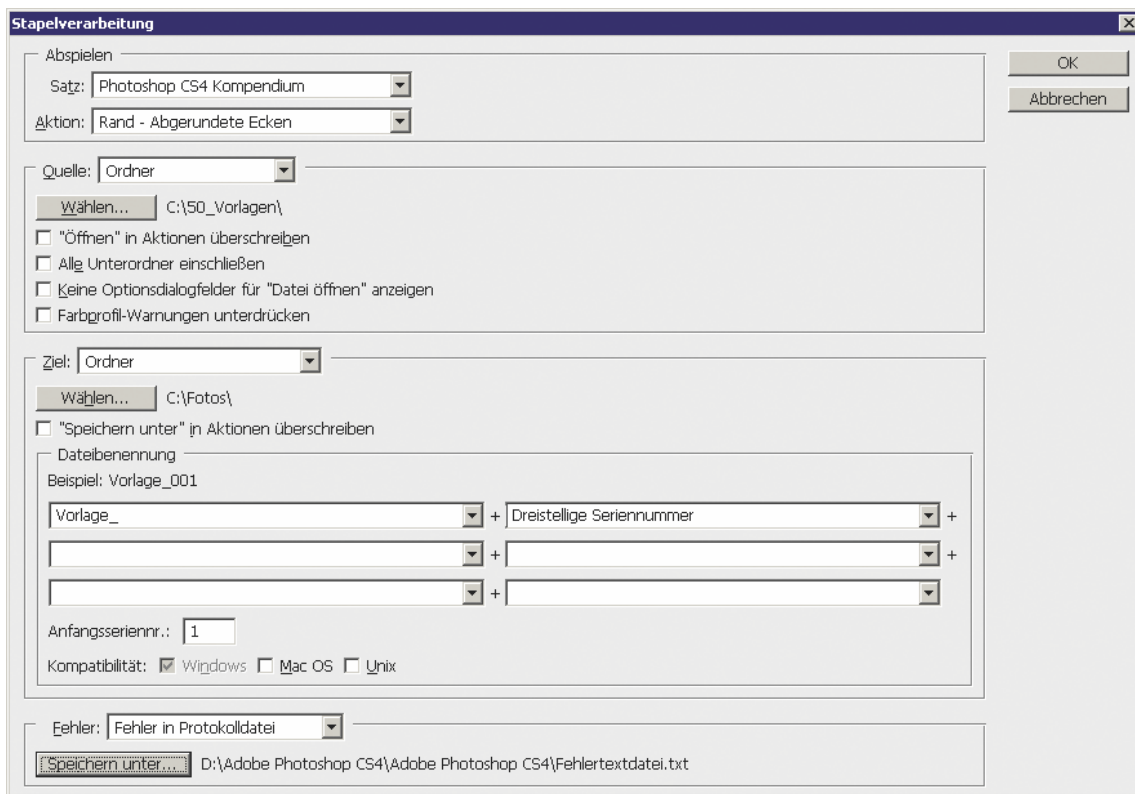 Stapelverarbeitung
Abspielen
OK
Satz: Photoshop CS4 Kompendium
Abbrechen
Aktion: Rand - Abgerundete Ecken
Quelle: Ordner
Wählen... C:\50_Vorlagen\
"Öffnen" in Aktionen überschreiben
Alle Unterordner einschließen
Keine Optionsdialogfelder für "Datei öffnen" anzeigen
Farbprofil-Warnungen unterdrücken
Ziel: Ordner
Wählen... C:\Fotos\
"Speichern unter" in Aktionen überschreiben
Dateibenennung
Beispiel: Vorlage_001
Vorlage_ + Dreistellige Seriennummer +
+ +
+
Anfangsseriennr.: 1
Kompatibilität: Windows Mac OS Unix
Fehler: Fehler in Protokolldatei
Speichern unter... D:\Adobe Photoshop CS4\Adobe Photoshop CS4\Fehlertextdatei.txt